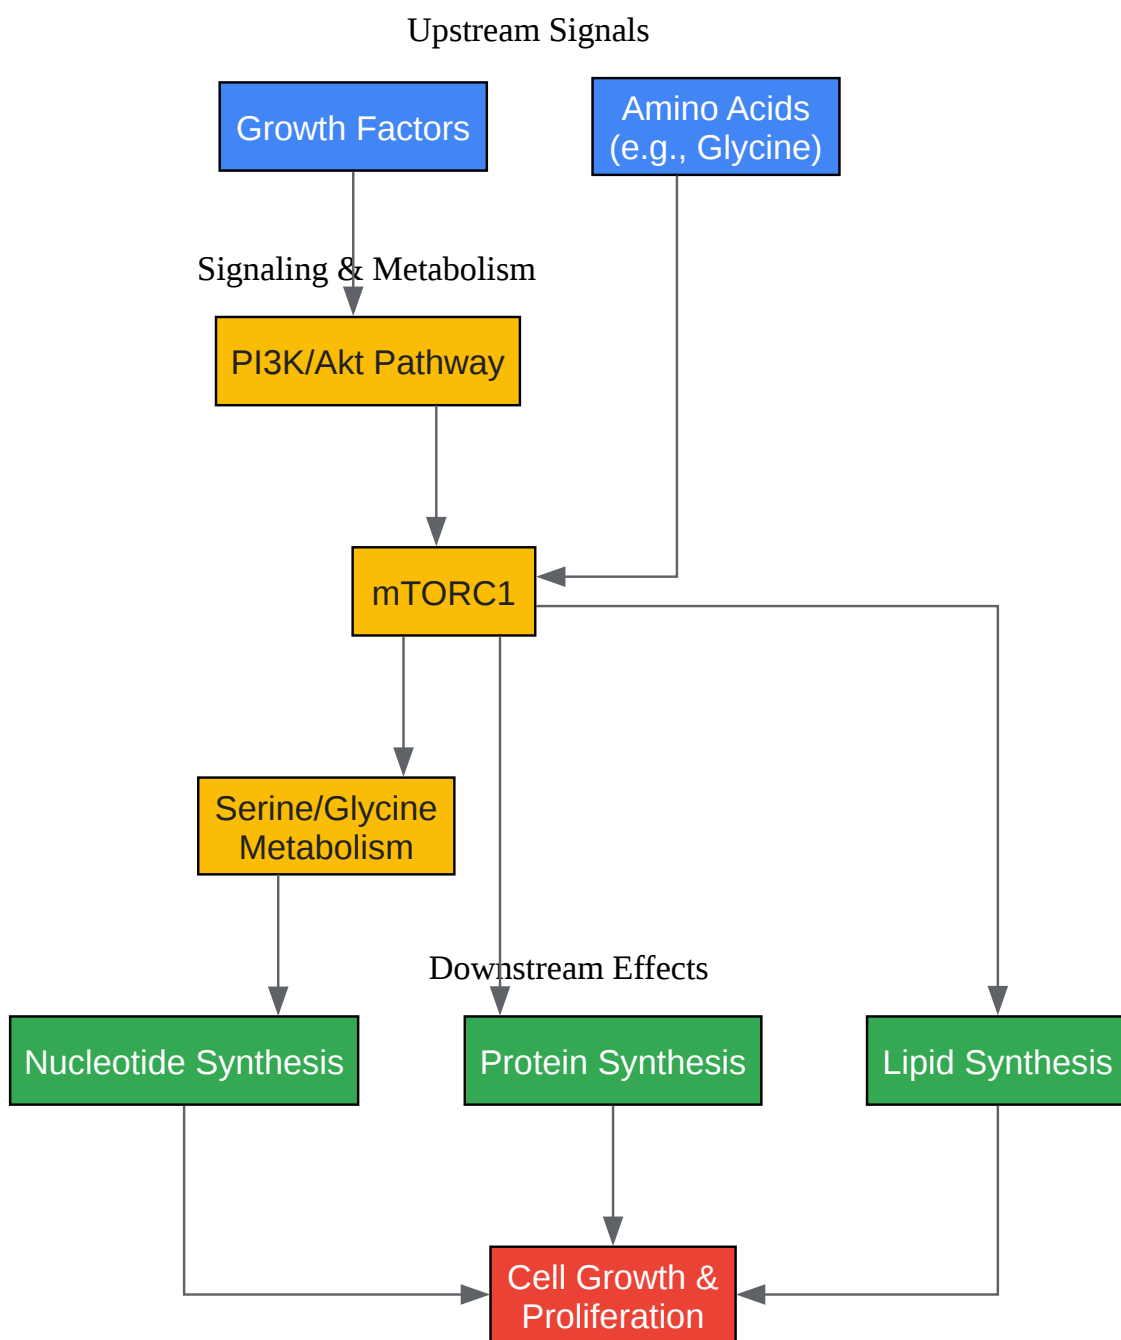 Upstream Signals
Growth Factors
Amino Acids
(e.g., Glycine)
Signaling & Metabolism
PI3K/Akt Pathway
mTORC1
Serine/Glycine
Metabolism
Downstream Effects
Nucleotide Synthesis
Protein Synthesis
Lipid Synthesis
Cell Growth &
Proliferation